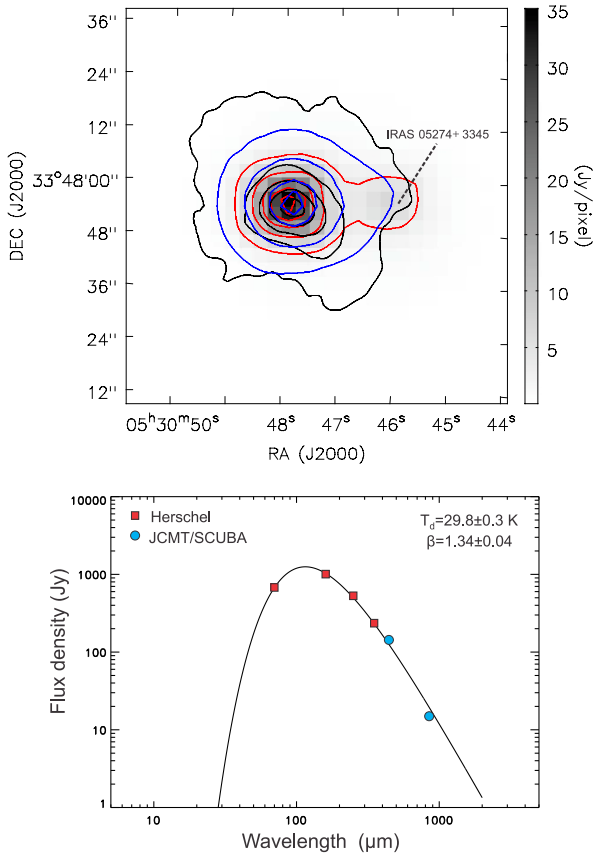 36"
24"
12"
33°48'00"
48"
36"
24"
12"
DEC (J2000)
IRAS 05274+3345
05ʰ30ᵐ50ˢ
48ˢ
47ˢ
46ˢ
45ˢ
44ˢ
RA (J2000)
35
30
25
20
15
10
5
(Jy/pixel)
Herschel
JCMT/SCUBA
T_d=29.8±0.3 K
β=1.34±0.04
10000
1000
100
10
1
Flux density (Jy)
10
100
1000
Wavelength (μm)